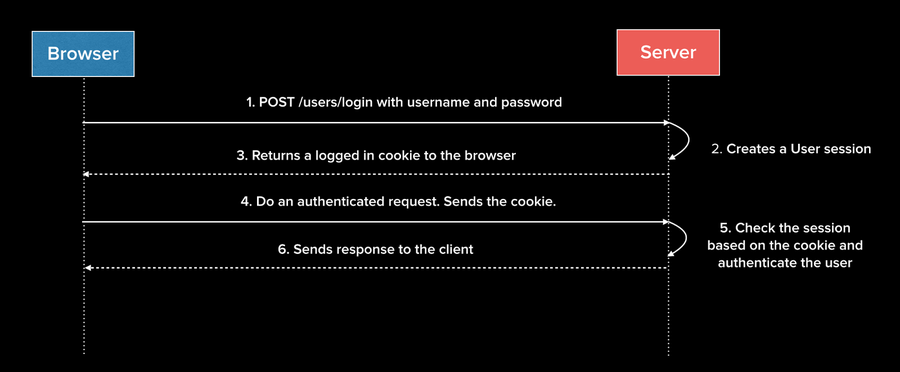 Browser
Server
1. POST /users/login with username and password
2. Creates a User session
3. Returns a logged in cookie to the browser
4. Do an authenticated request. Sends the cookie.
5. Check the session
based on the cookie and
authenticate the user
6. Sends response to the client